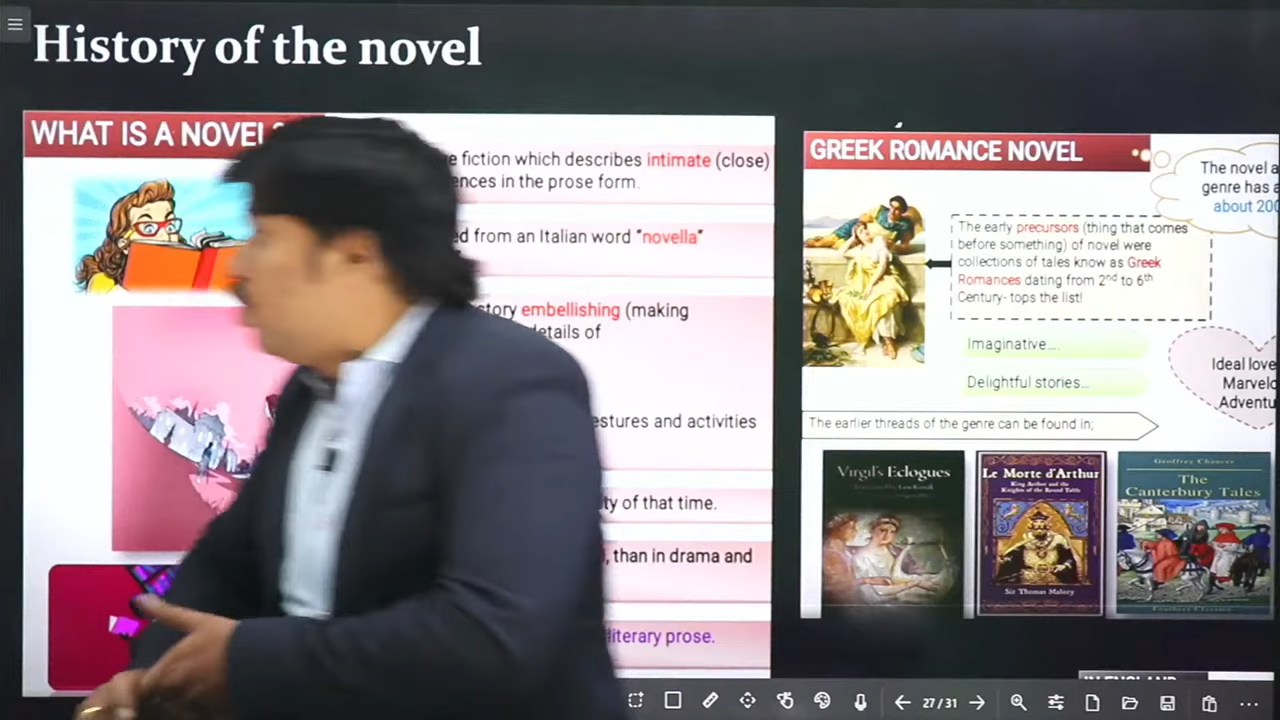 History of the novel
WHAT IS A NOVEL?
fiction which describes intimate (close)
ences in the prose form.
ed from an Italian word "novella"
story embellishing (making
details of
estures and activities
ty of that time.
, than in drama and
literary prose.
GREEK ROMANCE NOVEL
The novel a
genre has a
about 200
The early precursors (thing that comes
before something) of novel were
collections of tales know as Greek
Romances dating from 2nd to 6th
Century- tops the list!
Imaginative....
Delightful stories...
Ideal love
Marvelo
Adventu
The earlier threads of the genre can be found in;
Virgil's Eclogues
Le Morte d'Arthur
King Arthur and the
Knights of the Round Table
Sir Thomas Malory
Geoffrey Chaucer
The
Canterbury Tales
IN ENGLAND
27/31